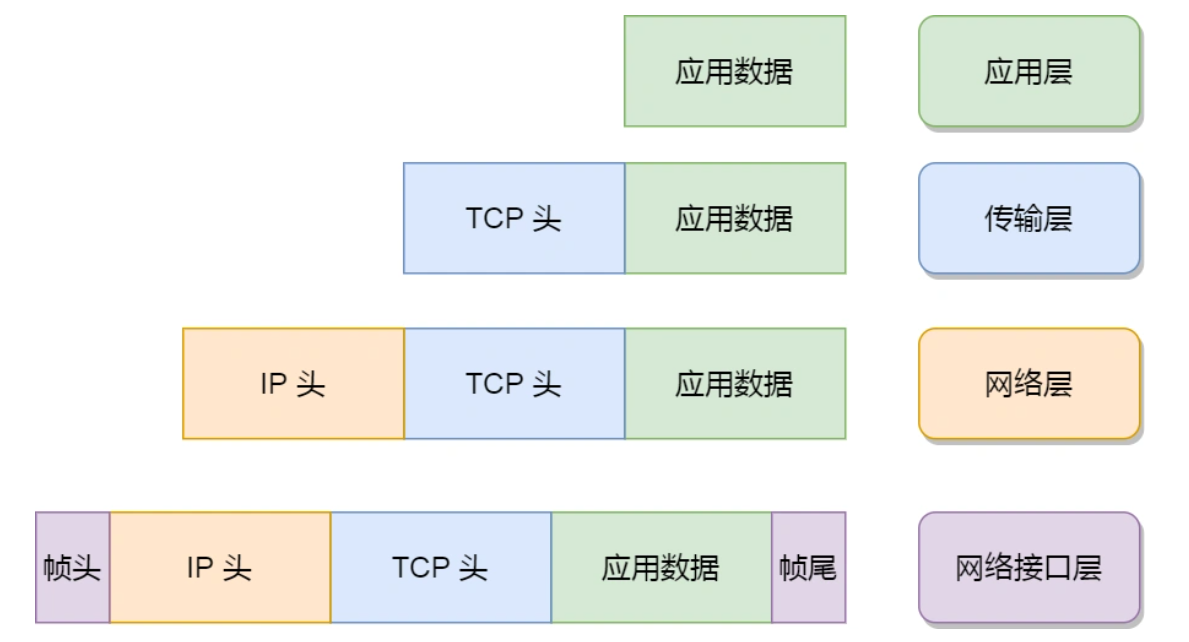 应用数据 应用层
TCP 头 应用数据 传输层
IP 头 TCP 头 应用数据 网络层
帧头 IP 头 TCP 头 应用数据 帧尾 网络接口层